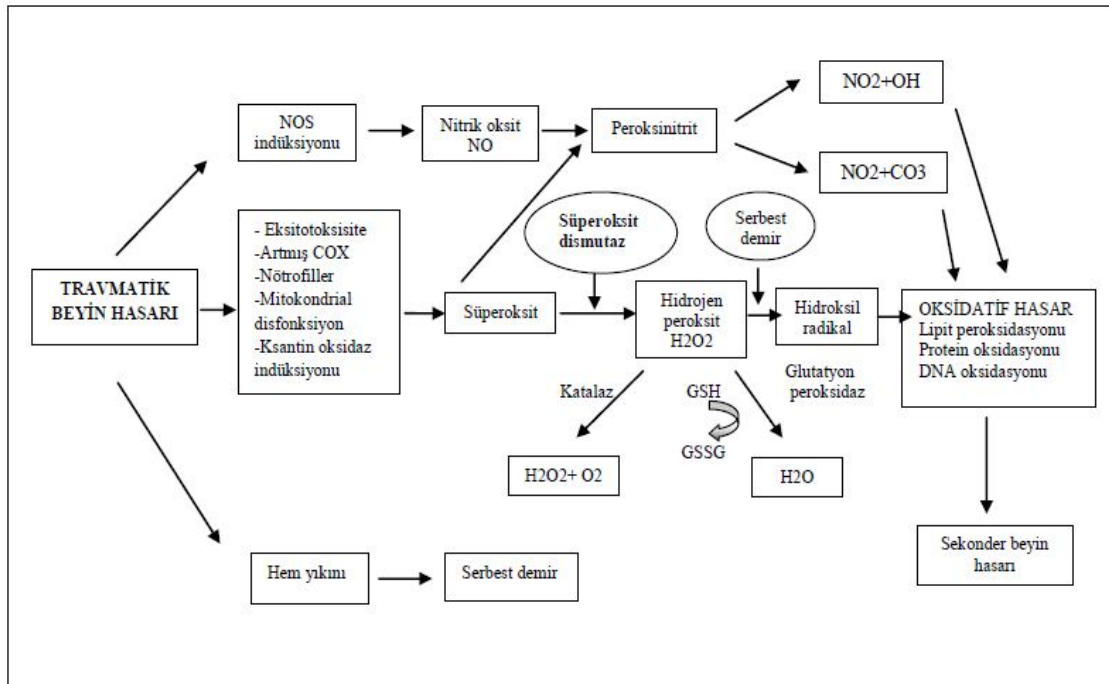 NO2+OH
NOS
indüksiyonu
Nitrik oksit
NO
Peroksinitrit
NO2+CO3
Süperoksit
dismutaz
Serbest
demir
- Eksitotoksisite
-Artmış COX
-Nötrofiller
-Mitokondrial
disfonksiyon
-Ksantin oksidaz
indüksiyonu
TRAVMATİK
BEYİN HASARI
Süperoksit
Hidrojen
peroksit
H2O2
Hidroksil
radikal
OKSİDATİF HASAR
Lipit peroksidasyonu
Protein oksidasyonu
DNA oksidasyonu
Katalaz
GSH
Glutatyon
peroksidaz
GSSG
H2O2+ O2
H2O
Hem yıkını
Serbest demir
Sekonder beyin
hasarı